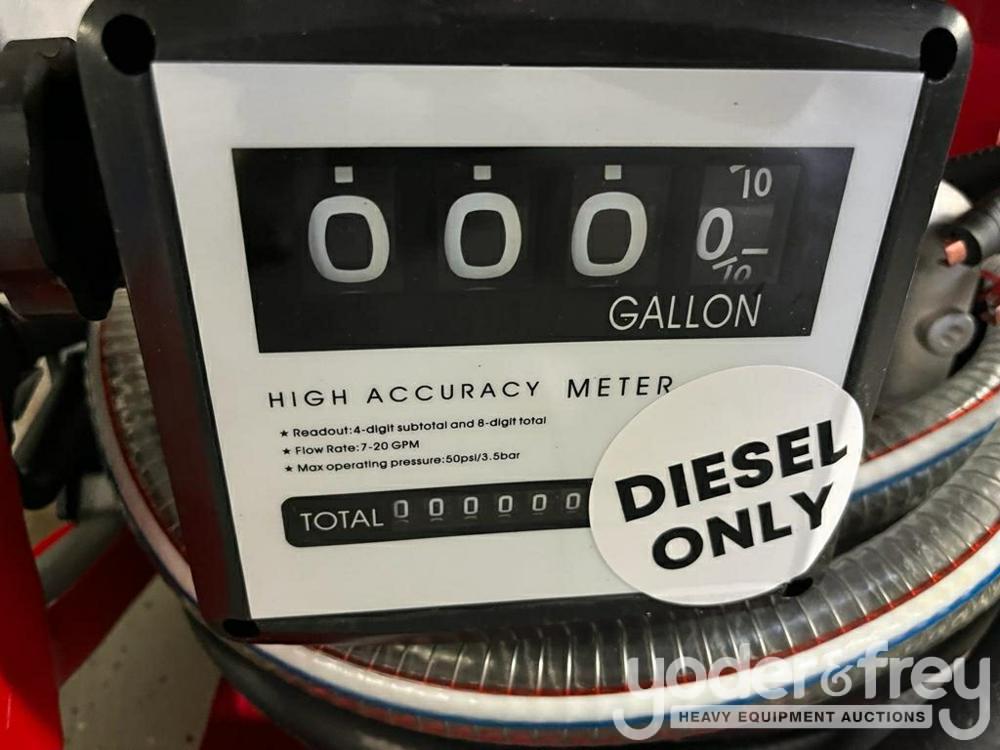 0 0 0 0
10
10
GALLON
HIGH ACCURACY METER
★ Readout:4-digit subtotal and 8-digit total
★ Flow Rate:7-20 GPM
★ Max operating pressure:50psi/3.5bar
TOTAL 0 0 0 0 0 0
DIESEL
ONLY
yoder&frey
HEAVY EQUIPMENT AUCTIONS